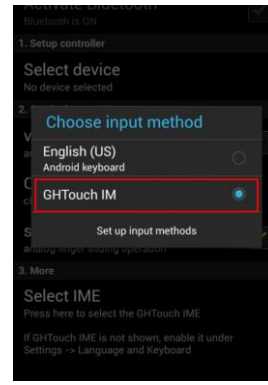 Activate Bluetooth
Bluetooth is ON
1. Setup controller
Select device
No device selected
2.
Choose input method
English (US)
Android keyboard
GHTouch IM
Set up input methods
analog finger sliding operation
3. More
Select IME
Press here to select the GHTouch IME
If GHTouch IME is not shown, enable it under
Settings -> Language and Keyboard